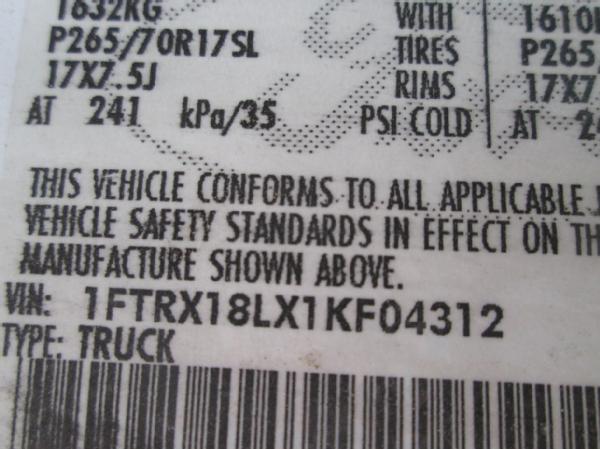 1632KG WITH 1610
P265/70R17SL TIRES P265
17X7.5J RIMS 17X7
AT 241 kPa/35 PSI COLD AT 2
THIS VEHICLE CONFORMS TO ALL APPLICABLE
VEHICLE SAFETY STANDARDS IN EFFECT ON TH
MANUFACTURE SHOWN ABOVE.
VIN: 1FTRX18LX1KF04312
TYPE: TRUCK